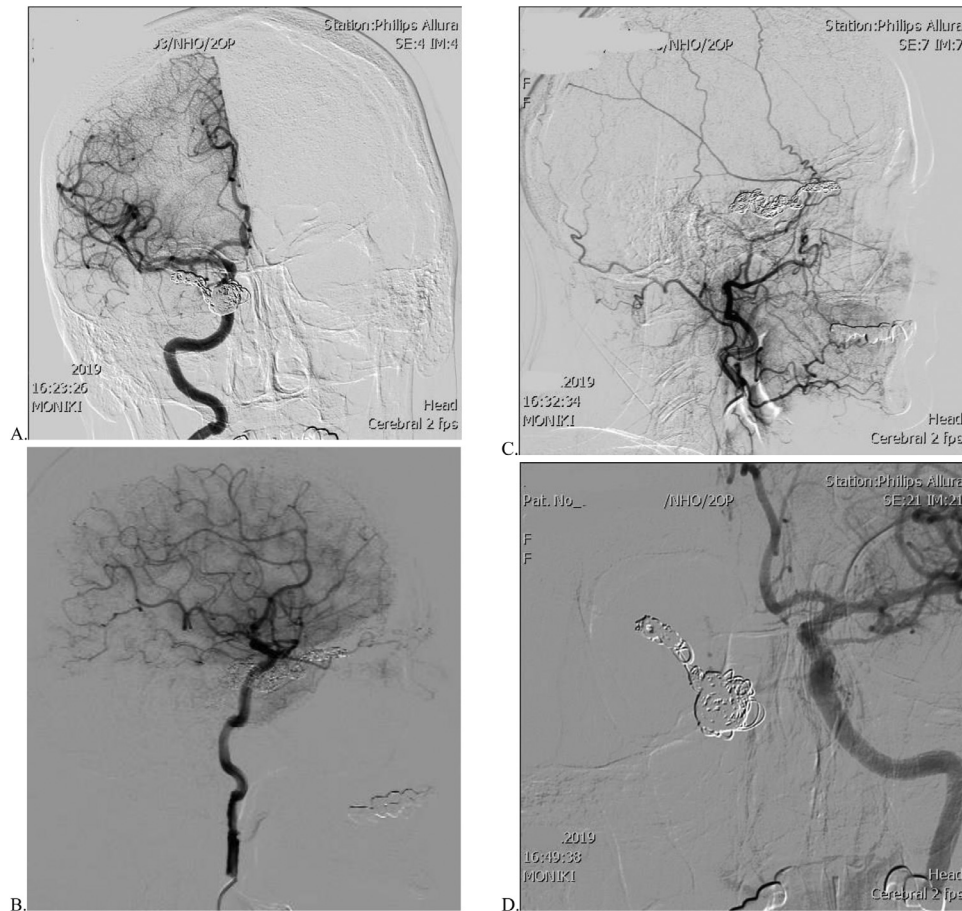 Station:Philips Allura
SE:4 IM:4
/NHO/2OP
2019
16:23:26
MONIKI
Head
Cerebral 2 fps
A.
B.
Station:Philips Allura
SE:7 IM:7
/NHO/2OP
F
F
.2019
16:32:34
MONIKI
Head
Cerebral 2 fps
C.
Station:Philips Allura
SE:21 IM:21
Pat. No_. /NHO/2OP
F
F
.2019
16:49:38
MONIKI
Head
Cerebral 2 fps
D.